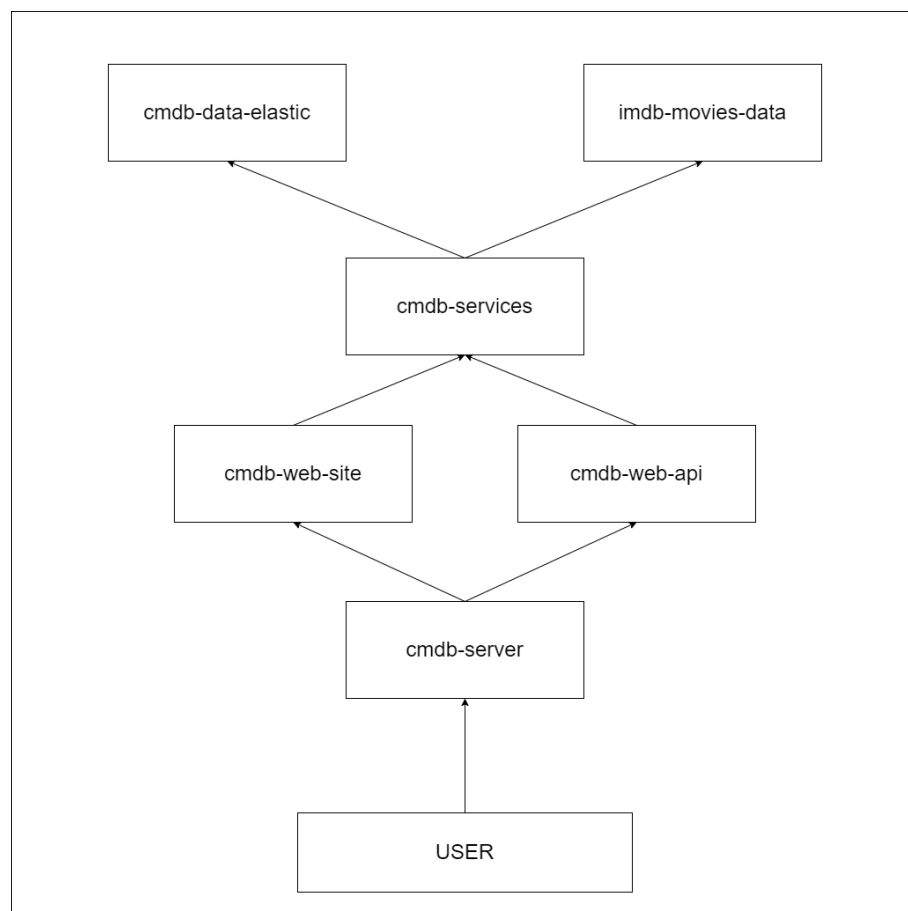 cmdb-data-elastic
imdb-movies-data
cmdb-services
cmdb-web-site
cmdb-web-api
cmdb-server
USER